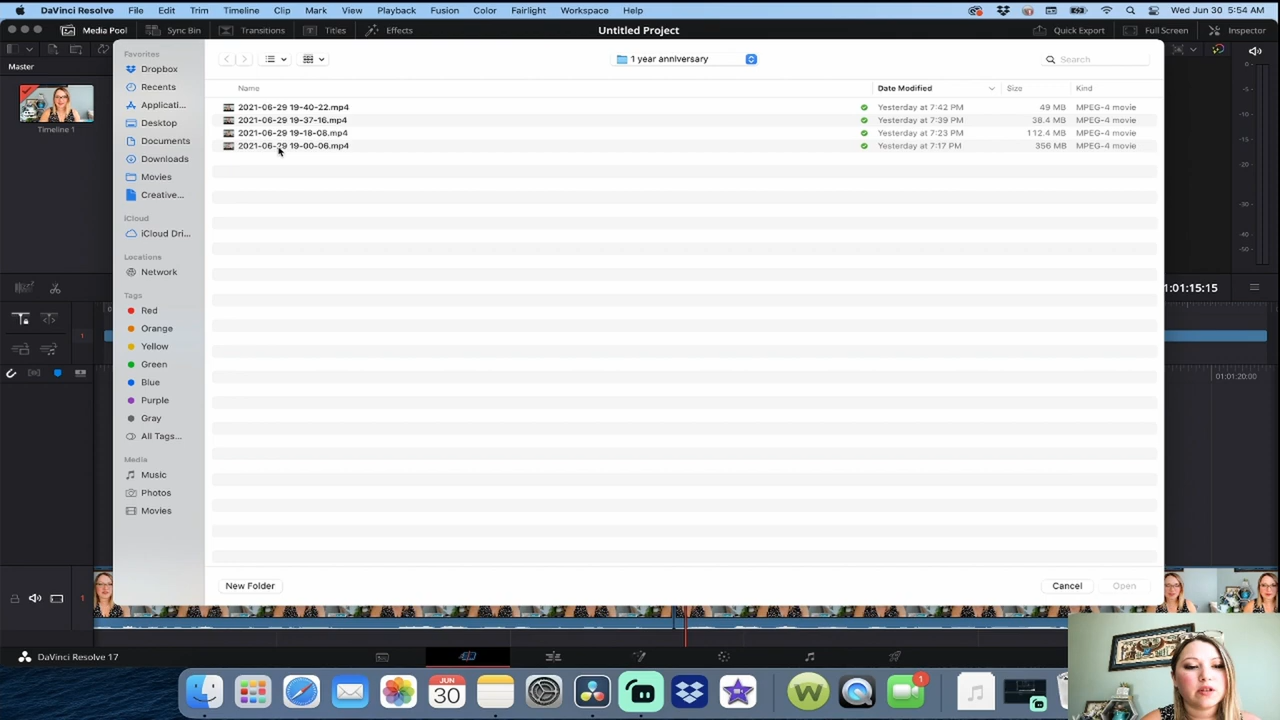 DaVinci Resolve File Edit Trim Timeline Clip Mark View Playback Fusion Color Fairlight Workspace Help Wed Jun 30 5:54 AM
Media Pool Sync Bin Transitions Titles Effects Untitled Project Quick Export Full Screen Inspector
Master
Timeline 1
Favorites
Dropbox
Recents
Applicati...
Desktop
Documents
Downloads
Movies
Creative...
iCloud
iCloud Dri...
Locations
Network
Tags
Red
Orange
Yellow
Green
Blue
Purple
Gray
All Tags...
Media
Music
Photos
Movies
1 year anniversary
Search
Name Date Modified Size Kind
2021-06-29 19-40-22.mp4 Yesterday at 7:42 PM 49 MB MPEG-4 movie
2021-06-29 19-37-16.mp4 Yesterday at 7:39 PM 38.4 MB MPEG-4 movie
2021-06-29 19-18-08.mp4 Yesterday at 7:23 PM 112.4 MB MPEG-4 movie
2021-06-29 19-00-06.mp4 Yesterday at 7:17 PM 356 MB MPEG-4 movie
New Folder Cancel Open
1:01:15:15
01:01:20:00
1
1
DaVinci Resolve 17
JUN
30
1